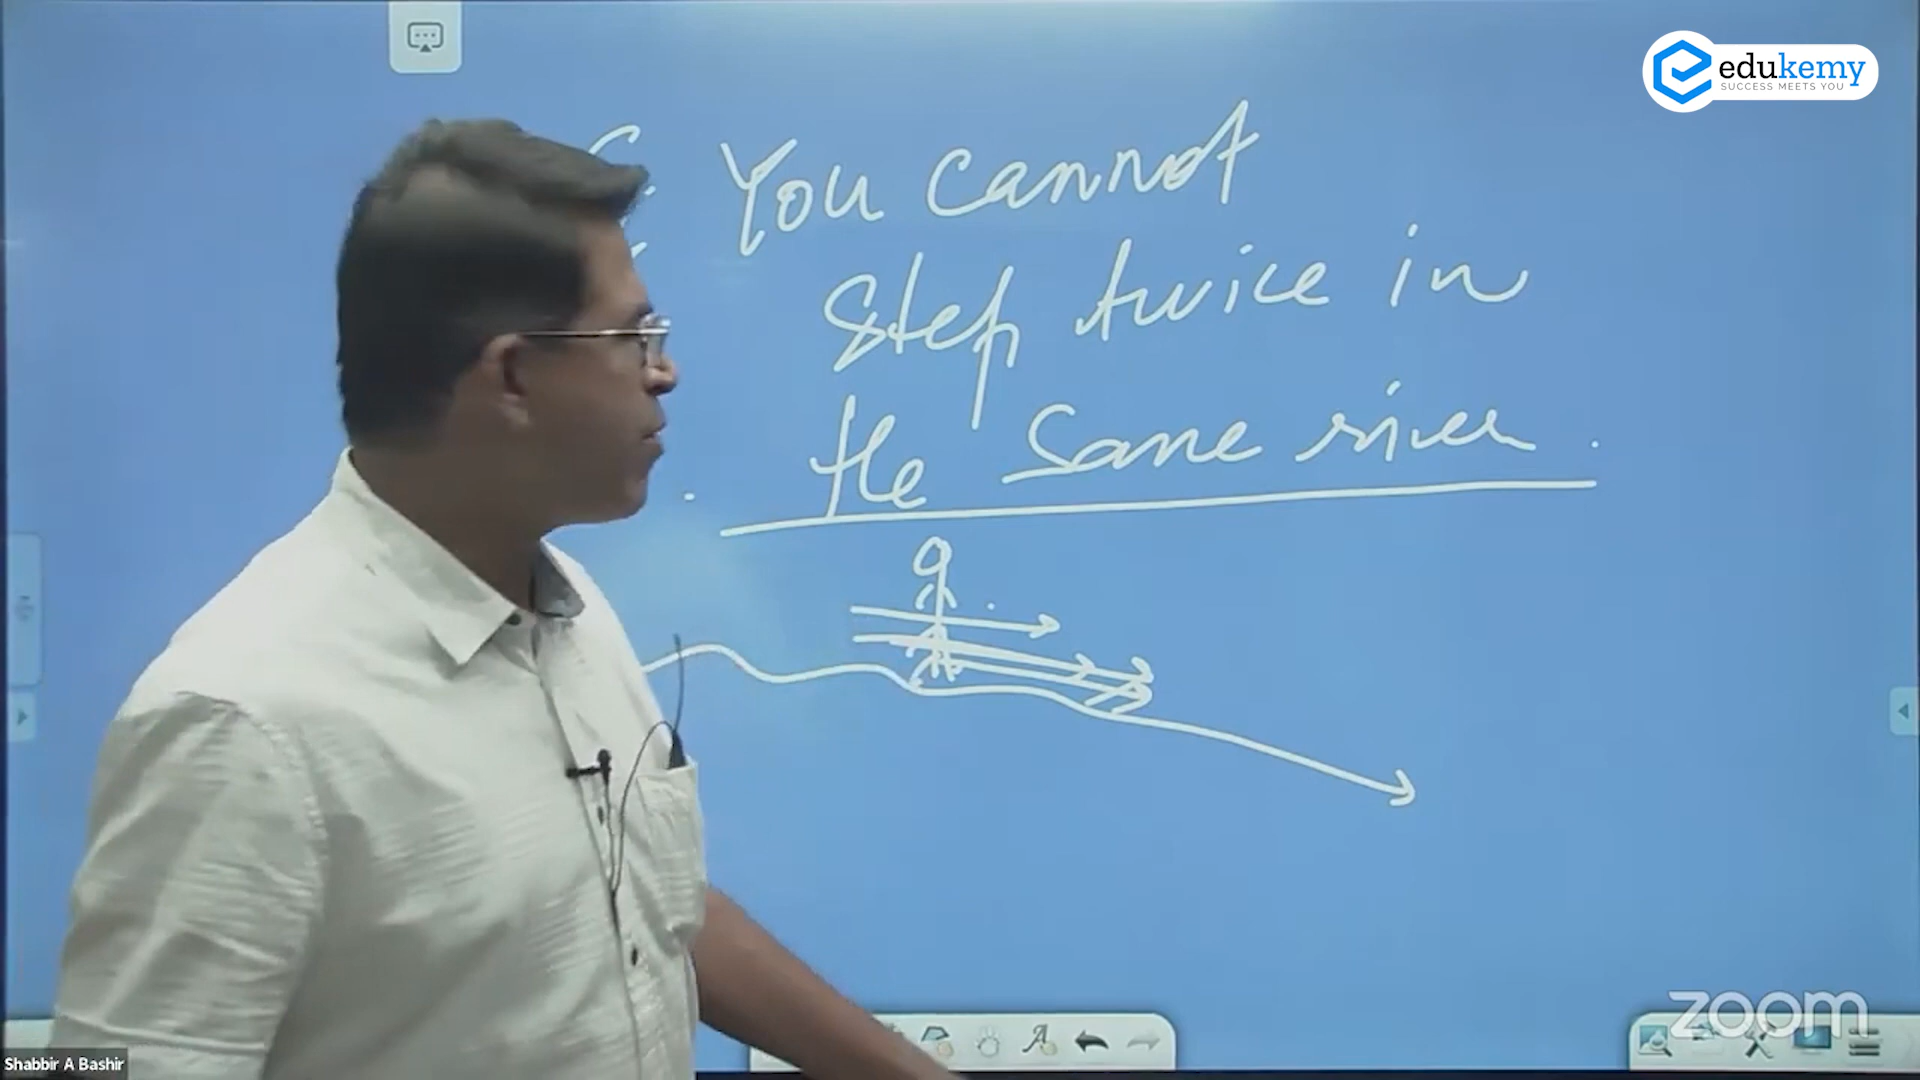 edukemy
SUCCESS MEETS YOU
You cannot
step twice in
the same river.
zoom
Shabbir A Bashir